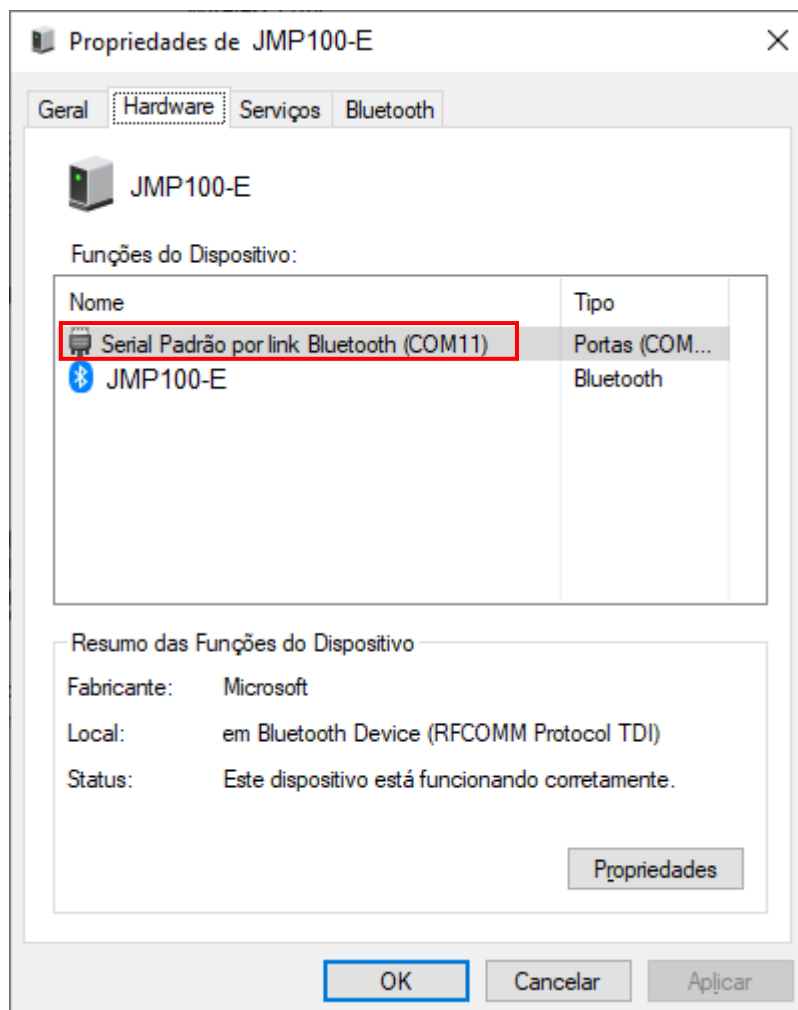 Propriedades de JMP100-E
Geral Hardware Serviços Bluetooth
JMP100-E
Funções do Dispositivo:
Nome Tipo
Serial Padrão por link Bluetooth (COM11) Portas (COM...
JMP100-E Bluetooth
Resumo das Funções do Dispositivo
Fabricante: Microsoft
Local: em Bluetooth Device (RFCOMM Protocol TDI)
Status: Este dispositivo está funcionando corretamente.
Propriedades
OK Cancelar Aplicar